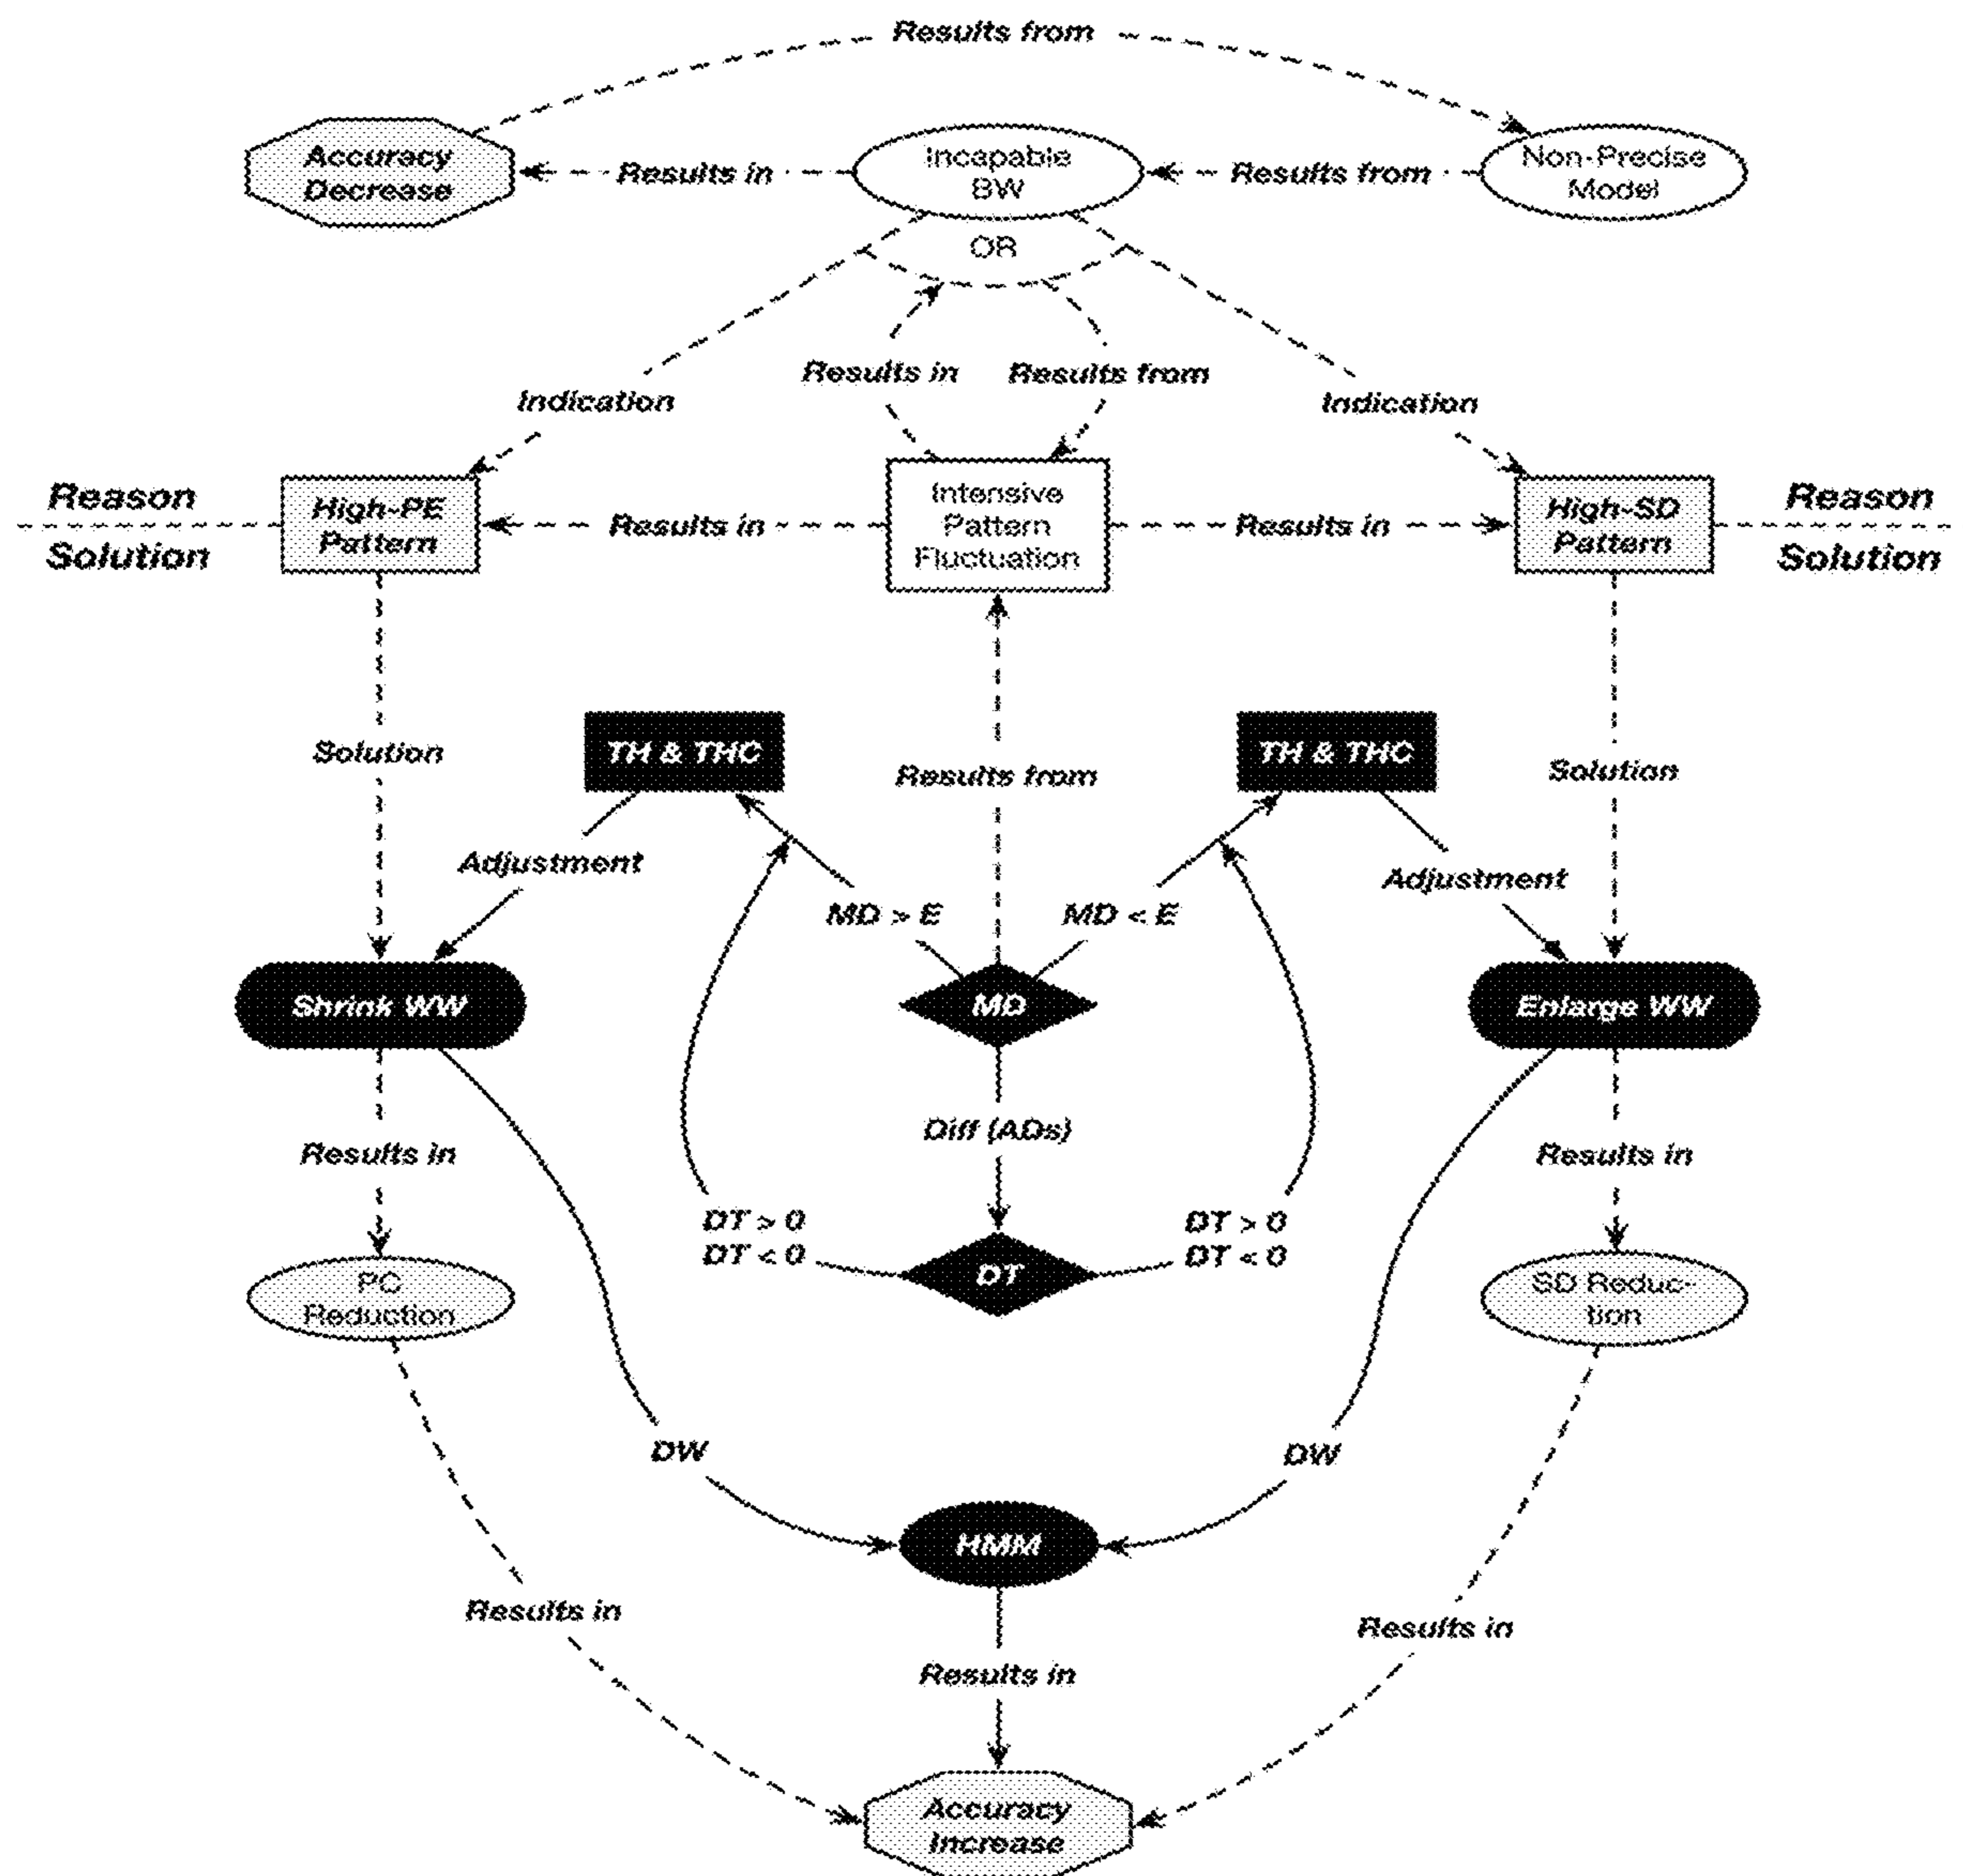 Results from
Accuracy
Decrease
Results in
Incapable
BW
Results from
Non-Precise
Model
OR
Results in
Results from
Indication
Indication
Reason
Solution
High-PE
Pattern
Results in
Intensive
Pattern
Fluctuation
Results in
High-SD
Pattern
Reason
Solution
Solution
TH & THC
Results from
TH & THC
Solution
Adjustment
Adjustment
MD > E
MD < E
Shrink WW
MD
Enlarge WW
Results in
Diff (ADs)
Results in
DT > 0
DT < 0
DT
DT > 0
DT < 0
PC
Reduction
SD Reduc-
tion
DW
DW
HMM
Results in
Results in
Results in
Accuracy
Increase